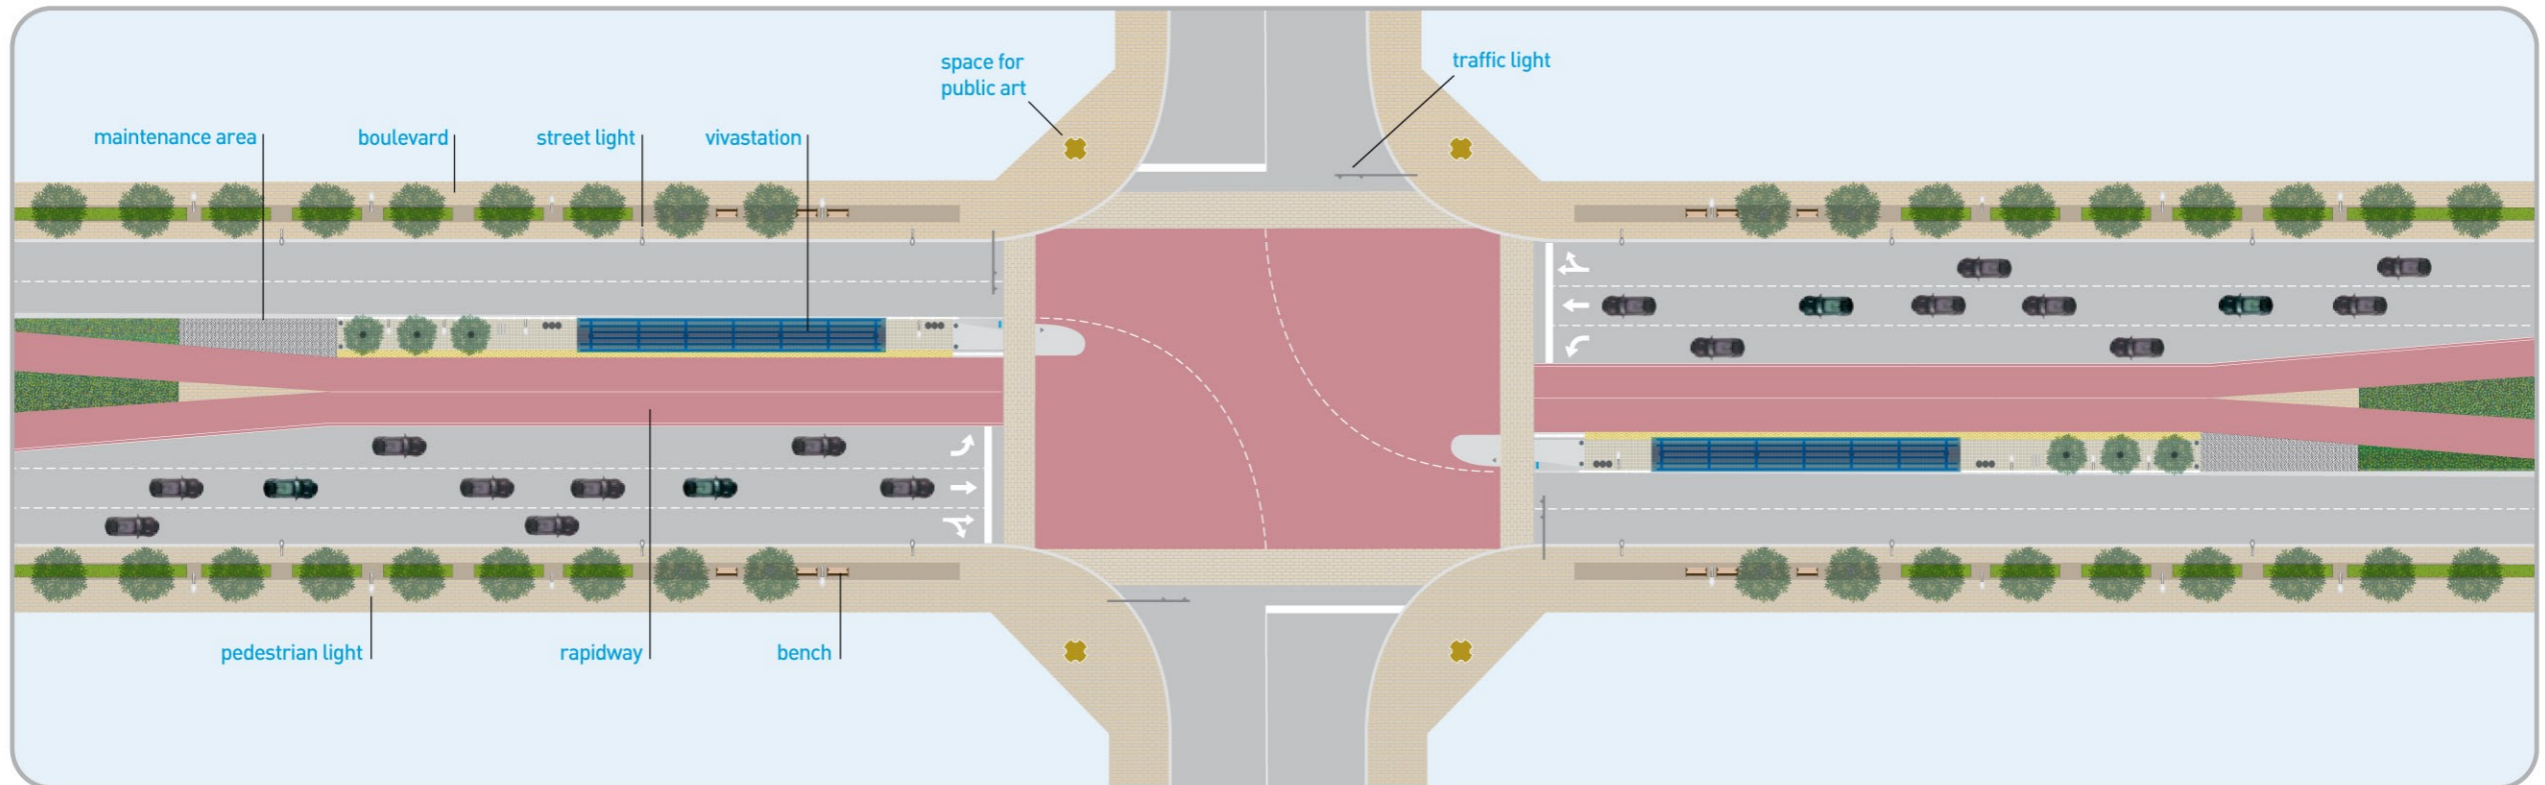 space for
public art
traffic light
maintenance area
boulevard
street light
vivastation
pedestrian light
rapidway
bench